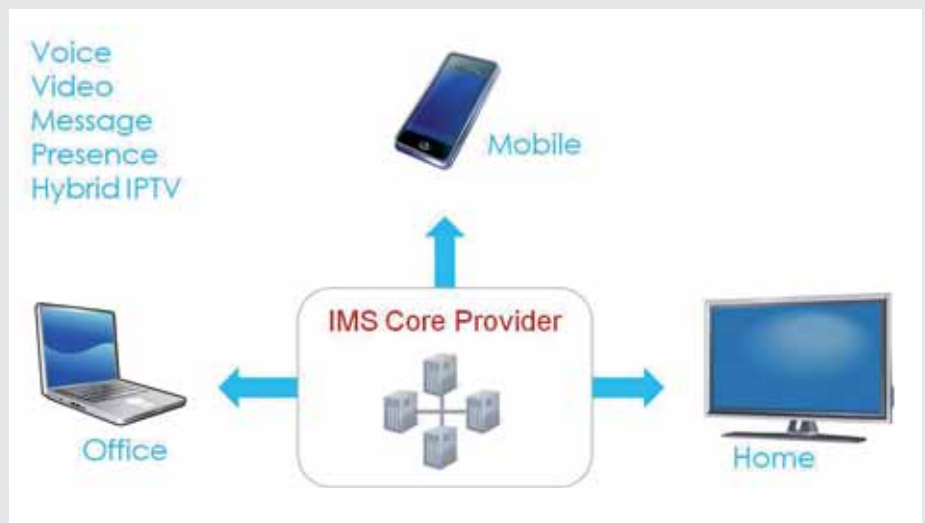 Voice
Video
Message
Presence
Hybrid IPTV
Mobile
IMS Core Provider
Office
Home